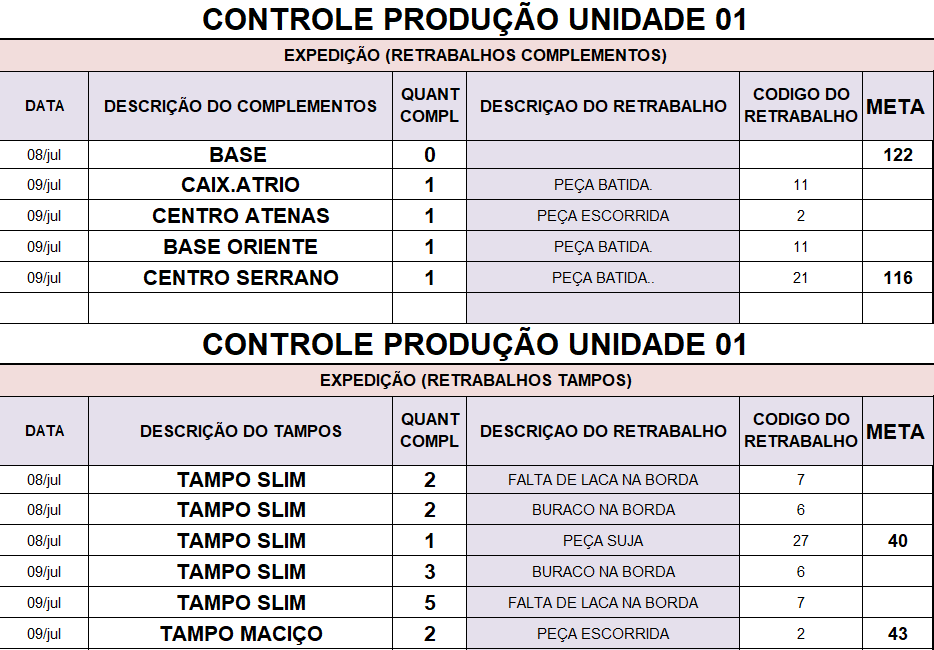 CONTROLE PRODUÇÃO UNIDADE 01
EXPEDIÇÃO (RETRABALHOS COMPLEMENTOS)
DATA DESCRIÇÃO DO COMPLEMENTOS QUANT COMPL DESCRIÇAO DO RETRABALHO CODIGO DO RETRABALHO META
08/jul BASE 0 122
09/jul CAIX.ATRIO 1 PEÇA BATIDA. 11
09/jul CENTRO ATENAS 1 PEÇA ESCORRIDA 2
09/jul BASE ORIENTE 1 PEÇA BATIDA. 11
09/jul CENTRO SERRANO 1 PEÇA BATIDA.. 21 116
CONTROLE PRODUÇÃO UNIDADE 01
EXPEDIÇÃO (RETRABALHOS TAMPOS)
DATA DESCRIÇÃO DO TAMPOS QUANT COMPL DESCRIÇAO DO RETRABALHO CODIGO DO RETRABALHO META
08/jul TAMPO SLIM 2 FALTA DE LACA NA BORDA 7
08/jul TAMPO SLIM 2 BURACO NA BORDA 6
08/jul TAMPO SLIM 1 PEÇA SUJA 27 40
09/jul TAMPO SLIM 3 BURACO NA BORDA 6
09/jul TAMPO SLIM 5 FALTA DE LACA NA BORDA 7
09/jul TAMPO MACIÇO 2 PEÇA ESCORRIDA 2 43